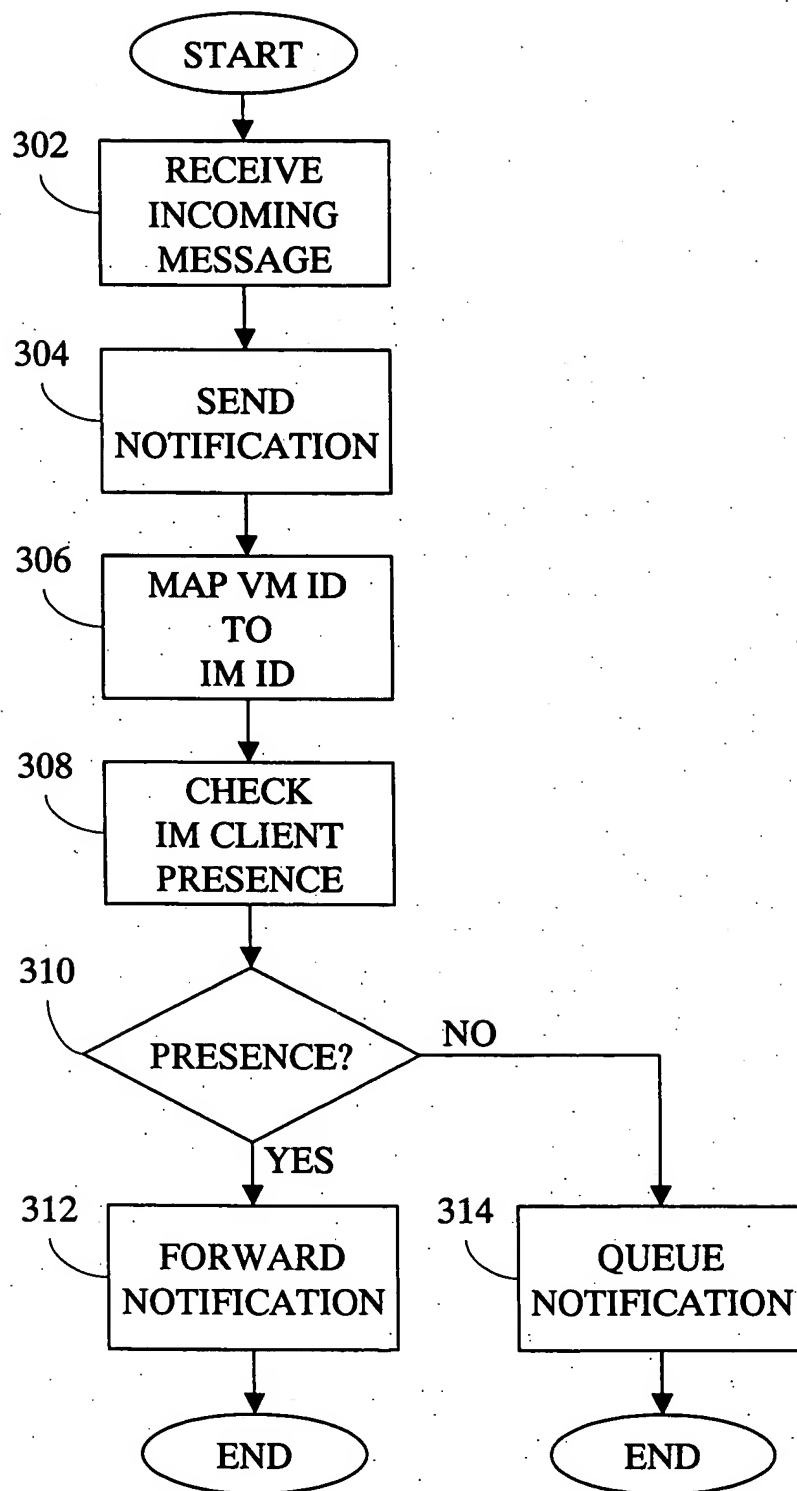 START
302
RECEIVE
INCOMING
MESSAGE
304
SEND
NOTIFICATION
306
MAP VM ID
TO
IM ID
308
CHECK
IM CLIENT
PRESENCE
310
PRESENCE?
NO
YES
312
FORWARD
NOTIFICATION
314
QUEUE
NOTIFICATION
END
END